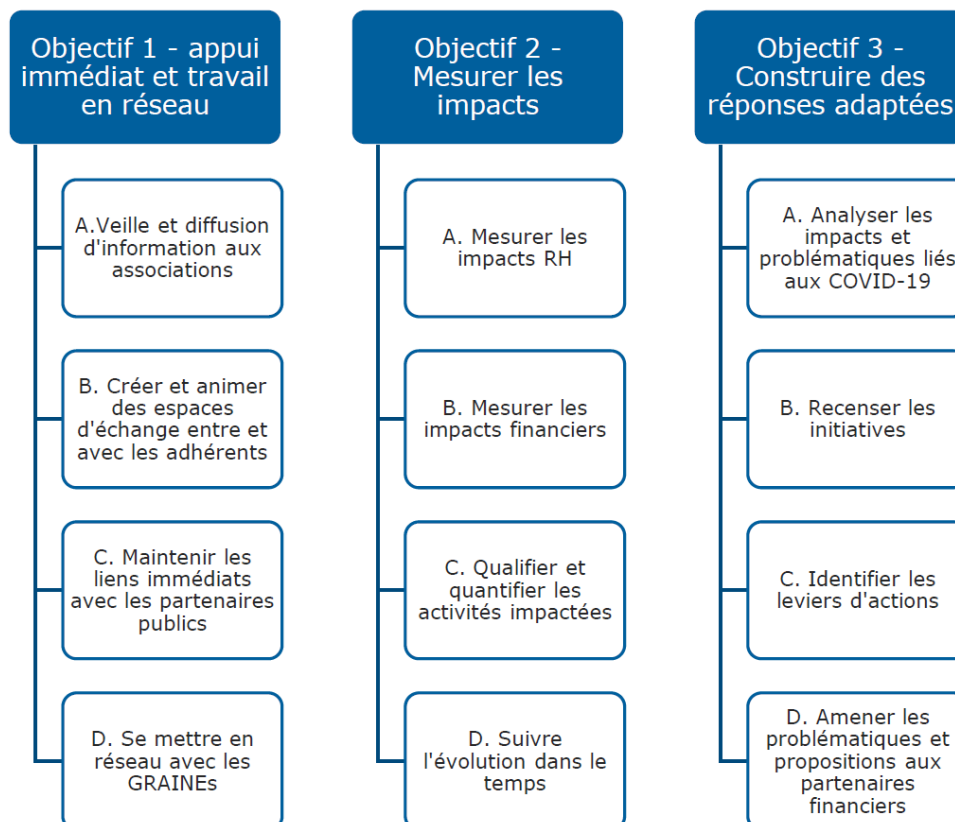 Objectif 1 - appui
immédiat et travail
en réseau
A.Veille et diffusion
d'information aux
associations
B. Créer et animer
des espaces
d'échange entre et
avec les adhérents
C. Maintenir les
liens immédiats
avec les partenaires
publics
D. Se mettre en
réseau avec les
GRAINEs
Objectif 2 -
Mesurer les
impacts
A. Mesurer les
impacts RH
B. Mesurer les
impacts financiers
C. Qualifier et
quantifier les
activités impactées
D. Suivre
l'évolution dans le
temps
Objectif 3 -
Construire des
réponses adaptées
A. Analyser les
impacts et
problématiques liés
aux COVID-19
B. Recenser les
initiatives
C. Identifier les
leviers d'actions
D. Amener les
problématiques et
propositions aux
partenaires
financiers